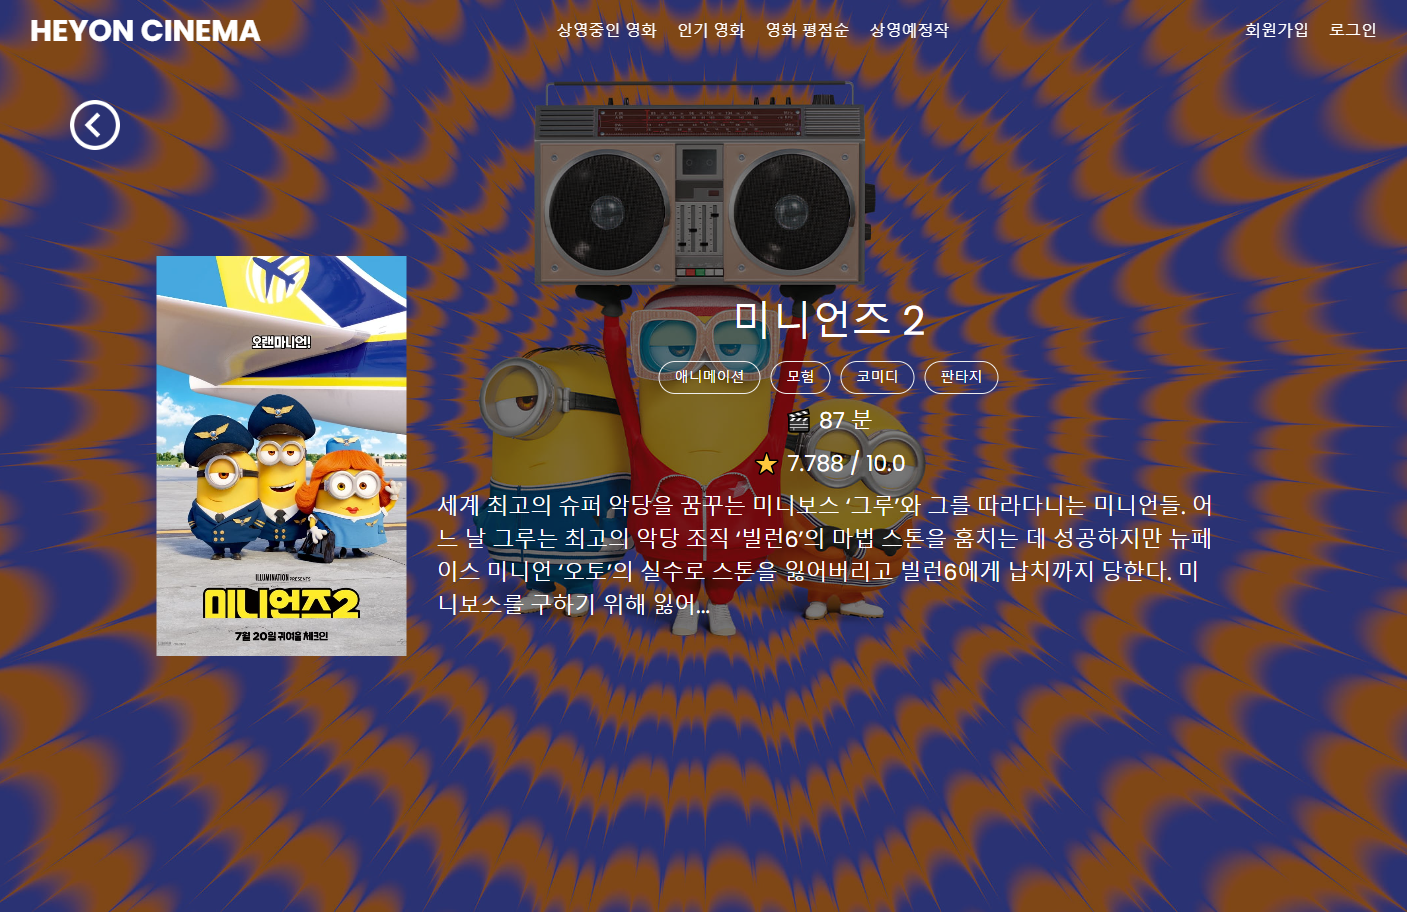 HEYON CINEMA
상영중인 영화 인기 영화 영화 평점순 상영예정작
회원가입 로그인
오랜마니언!
ILLUMINATION PRESENTS
미니언즈2
7월 20일 귀여움 체크인!
미니언즈 2
애니메이션 모험 코미디 판타지
87 분
7.788 / 10.0
세계 최고의 슈퍼 악당을 꿈꾸는 미니보스 ‘그루’와 그를 따라다니는 미니언들. 어
느 날 그루는 최고의 악당 조직 ‘빌런6’의 마법 스톤을 훔치는 데 성공하지만 뉴페
이스 미니언 ‘오토’의 실수로 스톤을 잃어버리고 빌런6에게 납치까지 당한다. 미
니보스를 구하기 위해 잃어...